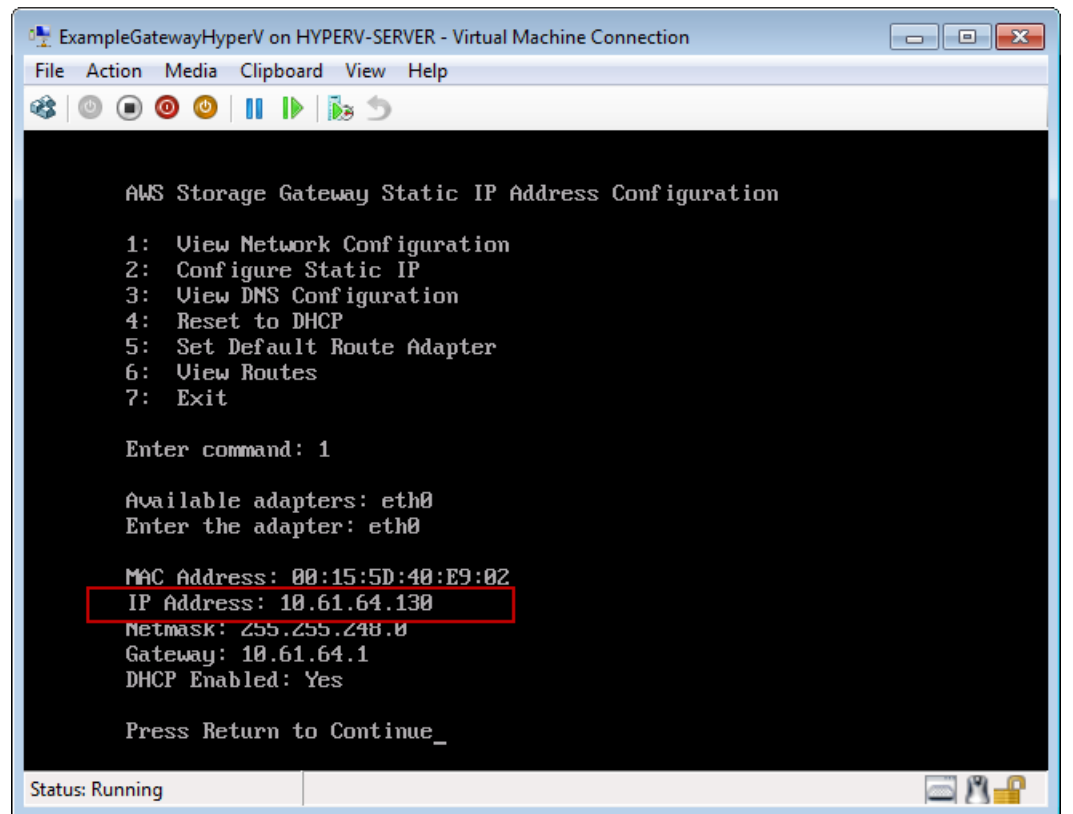 ExampleGatewayHyperV on HYPERV-SERVER - Virtual Machine Connection
File Action Media Clipboard View Help
AWS Storage Gateway Static IP Address Configuration
1: View Network Configuration
2: Configure Static IP
3: View DNS Configuration
4: Reset to DHCP
5: Set Default Route Adapter
6: View Routes
7: Exit
Enter command: 1
Available adapters: eth0
Enter the adapter: eth0
MAC Address: 00:15:5D:40:E9:02
IP Address: 10.61.64.130
Netmask: 255.255.248.0
Gateway: 10.61.64.1
DHCP Enabled: Yes
Press Return to Continue_
Status: Running